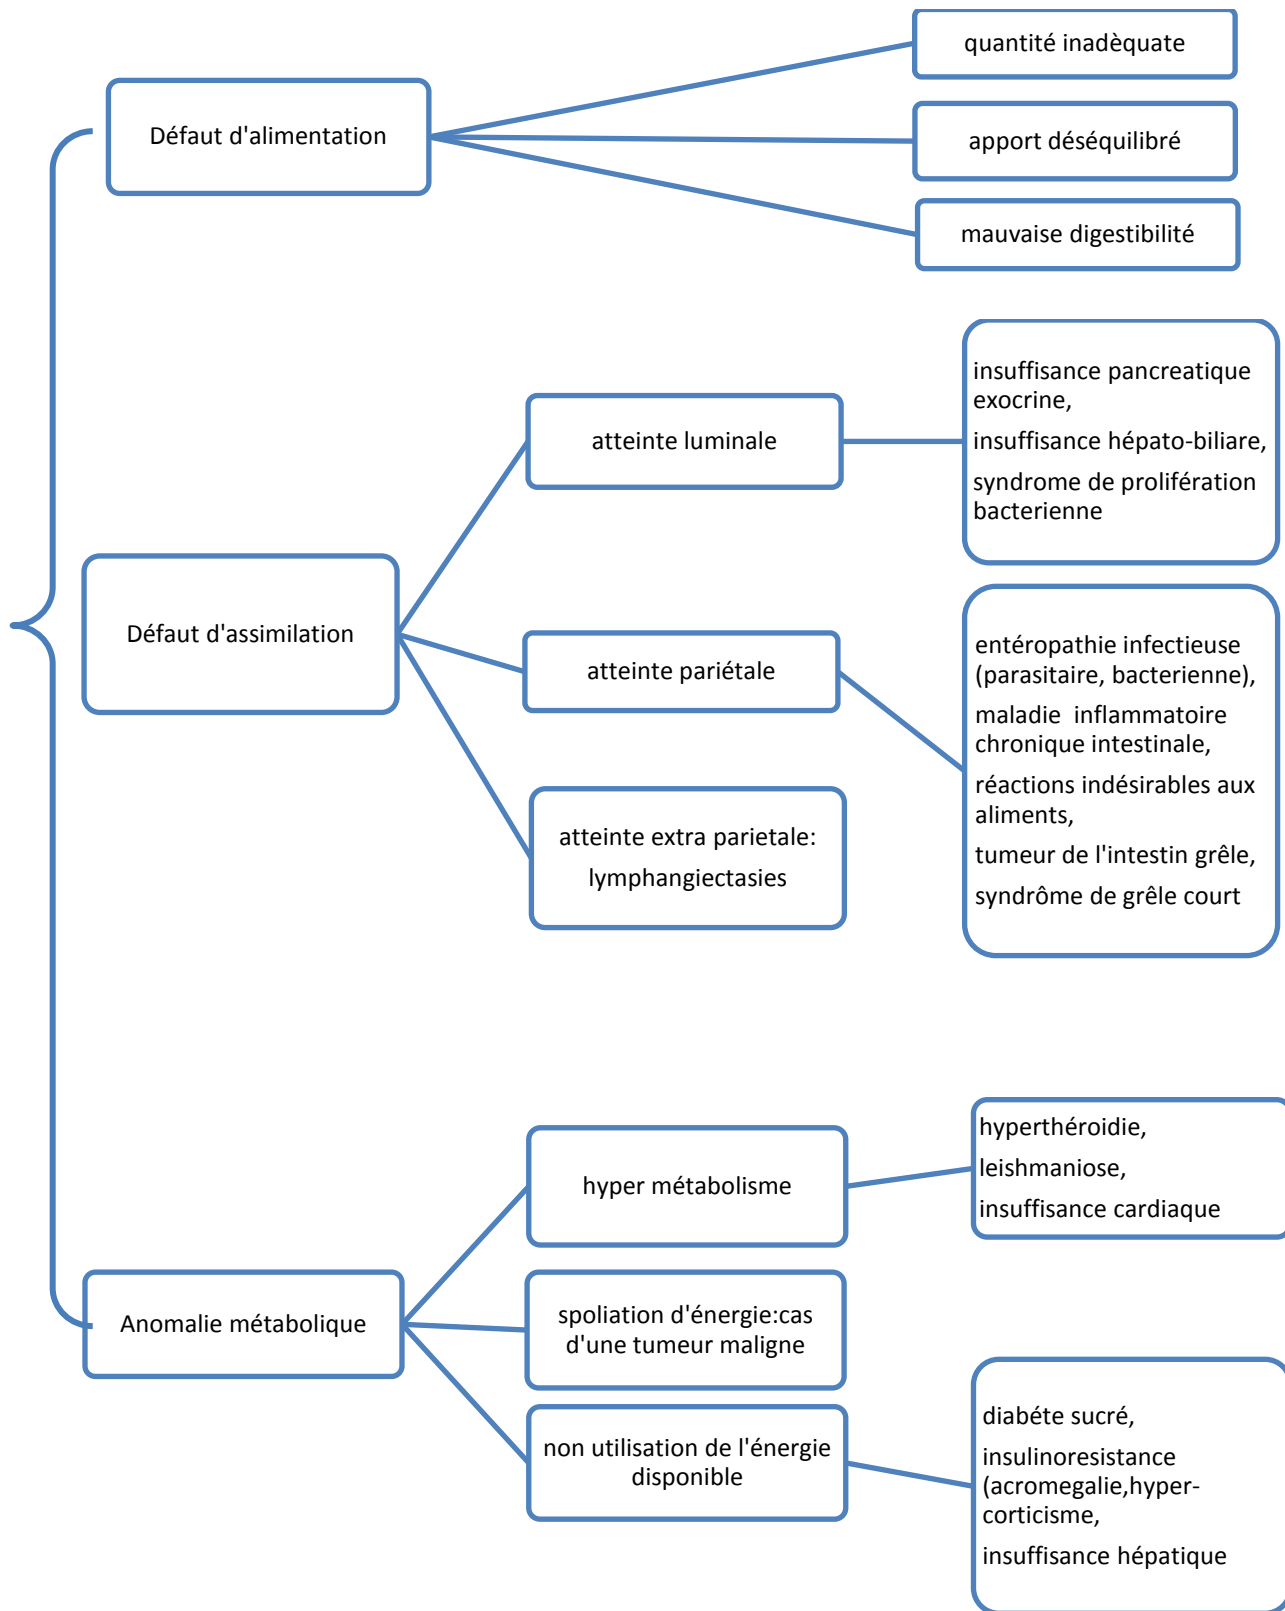 Défaut d'alimentation
quantité inadèquate
apport déséquilibré
mauvaise digestibilité
Défaut d'assimilation
atteinte luminale
insuffisance pancreatique
exocrine,
insuffisance hépato-biliare,
syndrome de prolifération
bacterienne
atteinte pariétale
entéropathie infectieuse
(parasitaire, bacterienne),
maladie  inflammatoire
chronique intestinale,
réactions indésirables aux
aliments,
tumeur de l'intestin grêle,
syndrôme de grêle court
atteinte extra parietale:
lymphangiectasies
Anomalie métabolique
hyper métabolisme
hyperthéroidie,
leishmaniose,
insuffisance cardiaque
spoliation d'énergie:cas
d'une tumeur maligne
non utilisation de l'énergie
disponible
diabéte sucré,
insulinoresistance
(acromegalie,hyper-
corticisme,
insuffisance hépatique